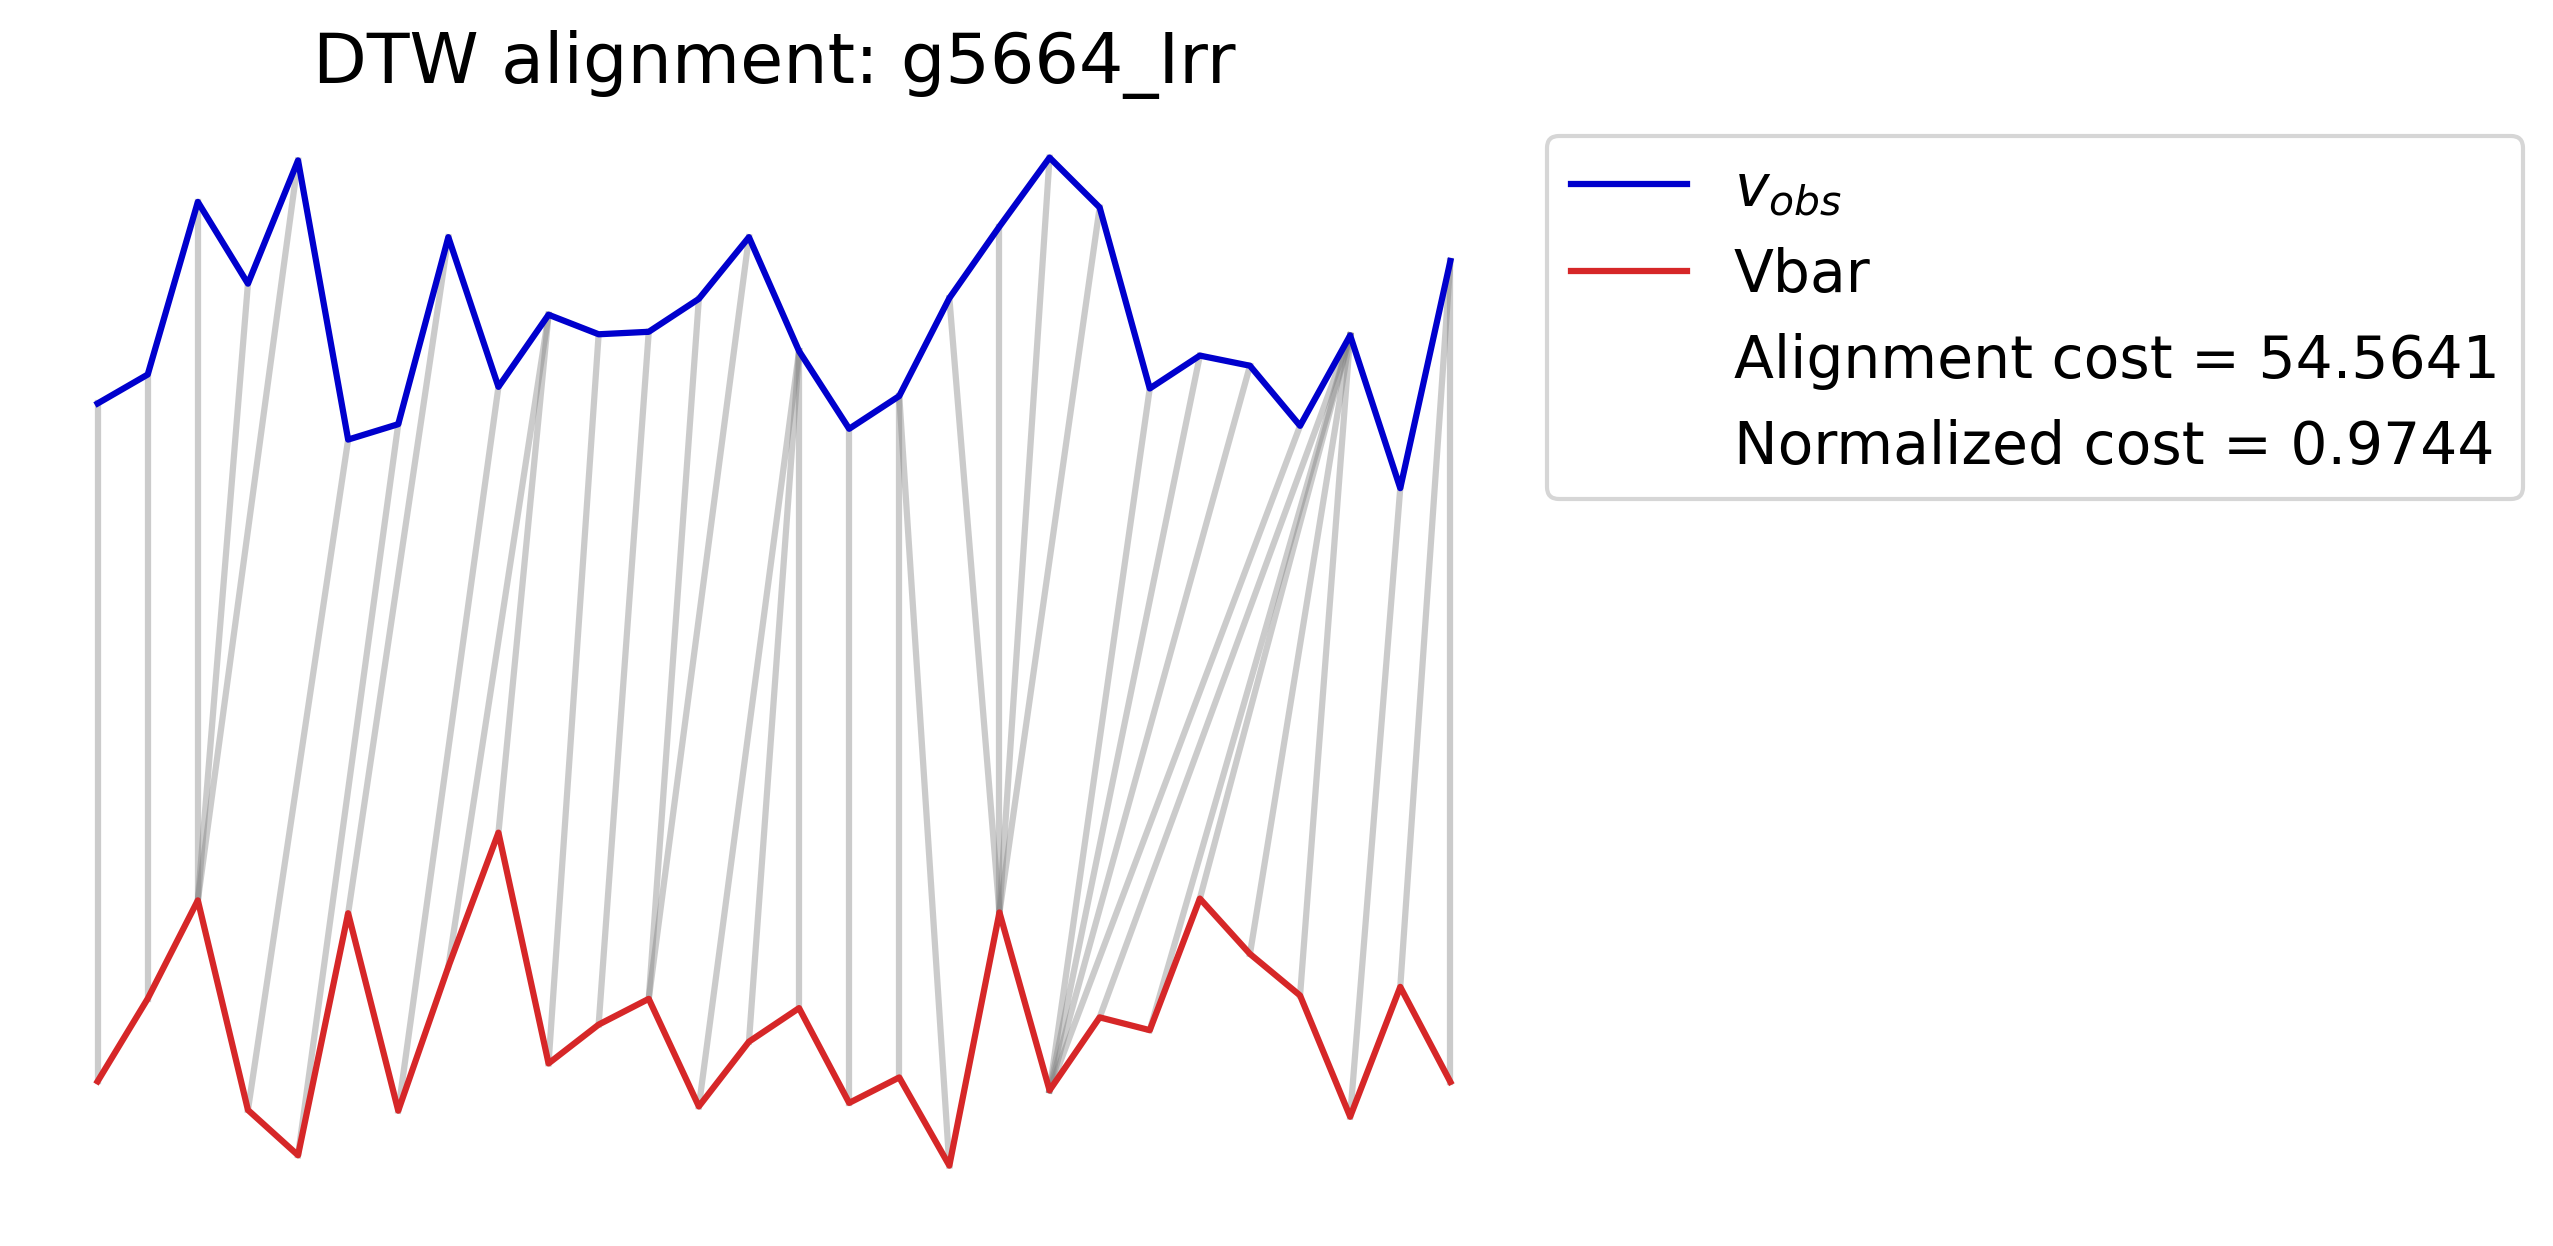 DTW alignment: g5664_Irr
v_obs
Vbar
Alignment cost = 54.5641
Normalized cost = 0.9744